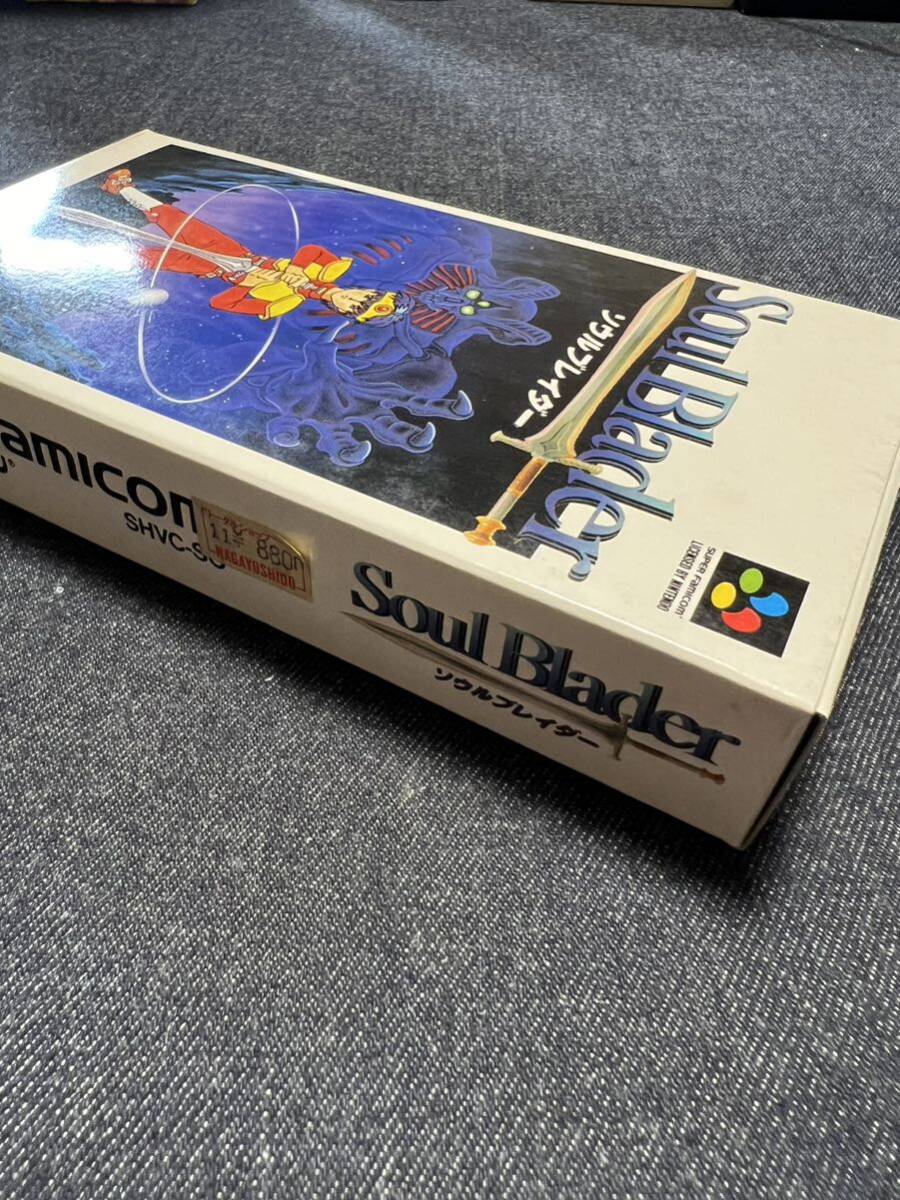 Soul Blader
ソウルブレイダー
SUPER FAMICOM
LICENSED BY NINTENDO
AMICOM
SHVC-S
8800
NAGAYOSHIDO
Soul Blader
ソウルブレイダー